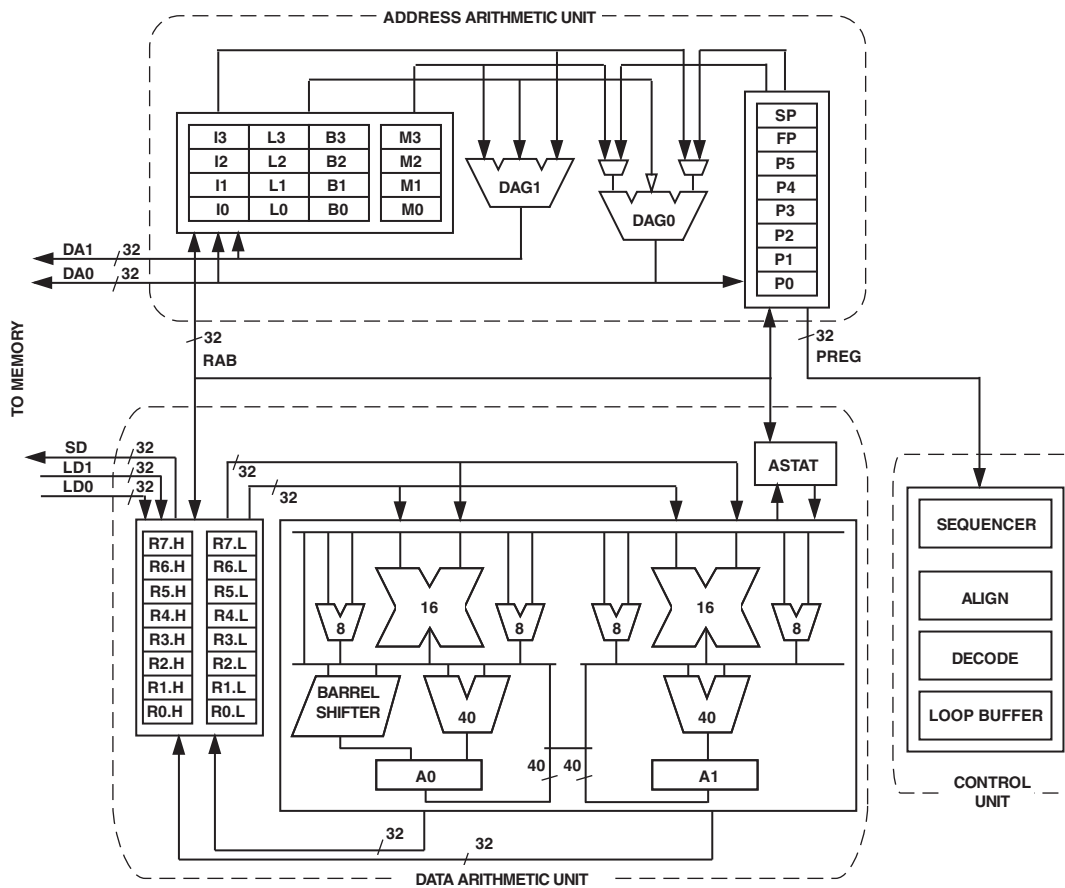 ADDRESS ARITHMETIC UNIT
I3 L3 B3 M3
I2 L2 B2 M2
I1 L1 B1 M1
I0 L0 B0 M0
DAG1
DAG0
SP
FP
P5
P4
P3
P2
P1
P0
DA1 32
DA0 32
32
RAB
32
PREG
TO MEMORY
SD 32
LD1 32
LD0 32
32
32
ASTAT
R7.H R7.L
R6.H R6.L
R5.H R5.L
R4.H R4.L
R3.H R3.L
R2.H R2.L
R1.H R1.L
R0.H R0.L
16
8
8
16
8
8
BARREL
SHIFTER
40
40
A0
40
40
A1
32
32
DATA ARITHMETIC UNIT
SEQUENCER
ALIGN
DECODE
LOOP BUFFER
CONTROL
UNIT